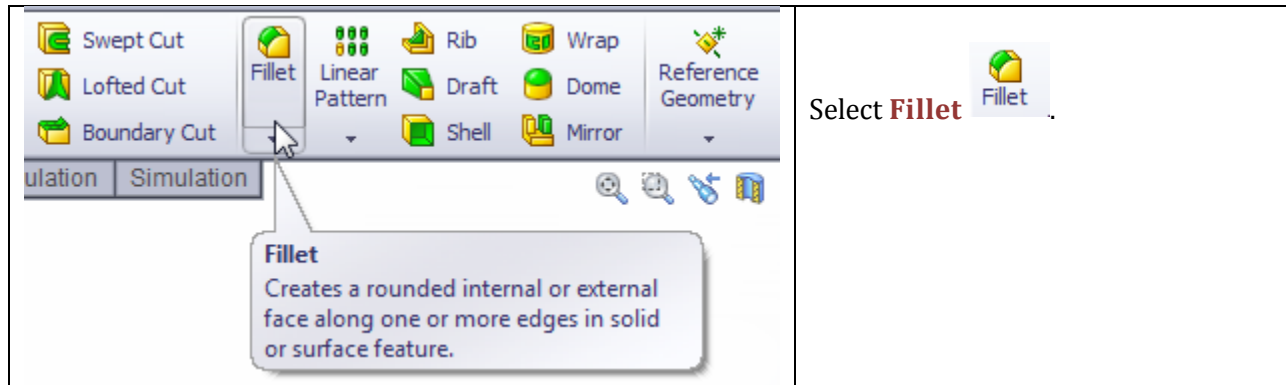 Swept Cut
Lofted Cut
Boundary Cut
Fillet
Linear
Pattern
Rib
Draft
Shell
Wrap
Dome
Mirror
Reference
Geometry
ulation
Simulation
Fillet
Creates a rounded internal or external
face along one or more edges in solid
or surface feature.
Select Fillet Fillet.